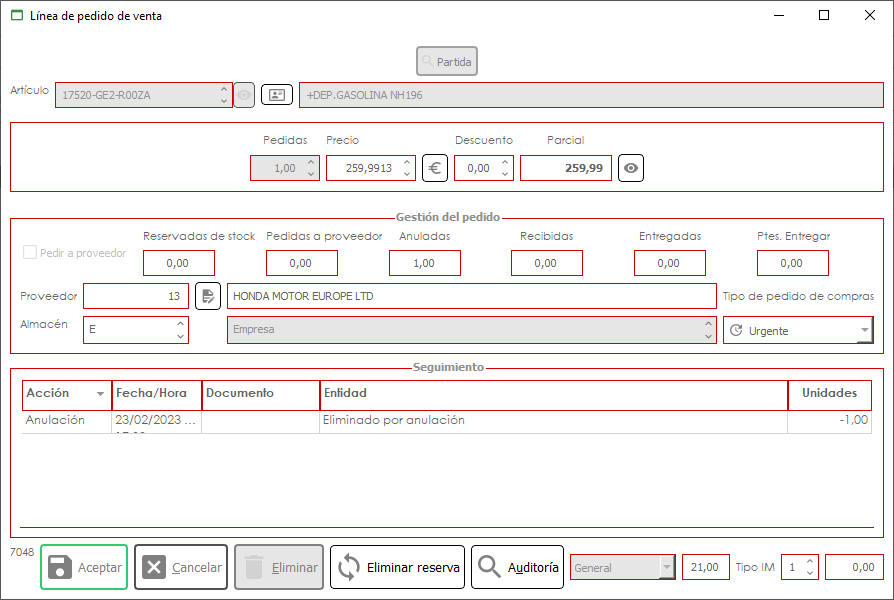 Línea de pedido de venta
Partida
Artículo 17520-GE2-R00ZA +DEP.GASOLINA NH196
Pedidas Precio Descuento Parcial
1,00 259,9913 € 0,00 259,99
Gestión del pedido
Reservadas de stock Pedidas a proveedor Anuladas Recibidas Entregadas Ptes. Entregar
Pedir a proveedor 0,00 0,00 1,00 0,00 0,00 0,00
Proveedor 13 HONDA MOTOR EUROPE LTD. Tipo de pedido de compras
Almacén E Empresa Urgente
Seguimiento
Acción Fecha/Hora Documento Entidad Unidades
Anulación 23/02/2023 ... Eliminado por anulación -1,00
7048 Aceptar Cancelar Eliminar Eliminar reserva Auditoría General 21,00 Tipo IM 1 0,00